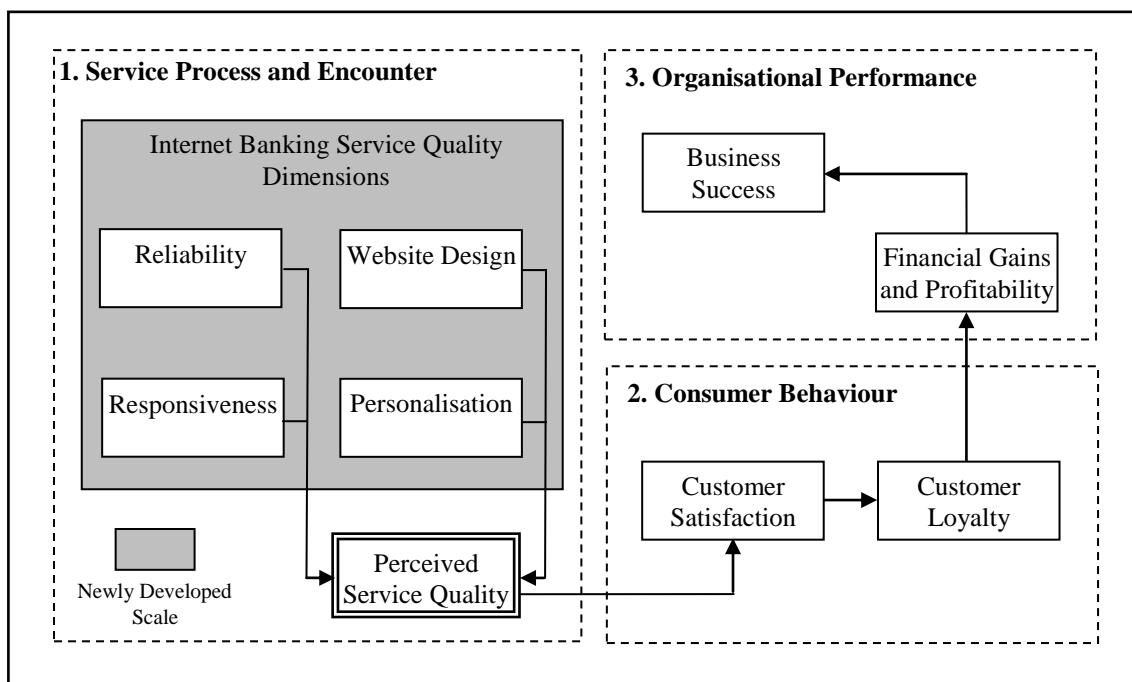 1. Service Process and Encounter
Internet Banking Service Quality
Dimensions
Reliability
Website Design
Responsiveness
Personalisation
Newly Developed
Scale
Perceived
Service Quality
3. Organisational Performance
Business
Success
Financial Gains
and Profitability
2. Consumer Behaviour
Customer
Satisfaction
Customer
Loyalty